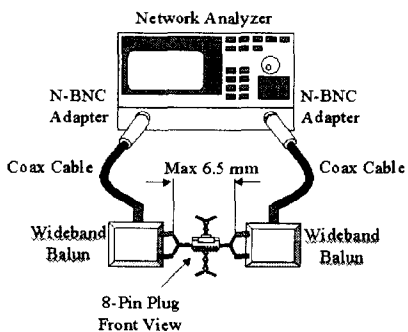 Network Analyzer
N-BNC
Adapter
N-BNC
Adapter
Coax Cable
Max 6.5 mm
Coax Cable
Wideband
Balun
Wideband
Balun
8-Pin Plug
Front View